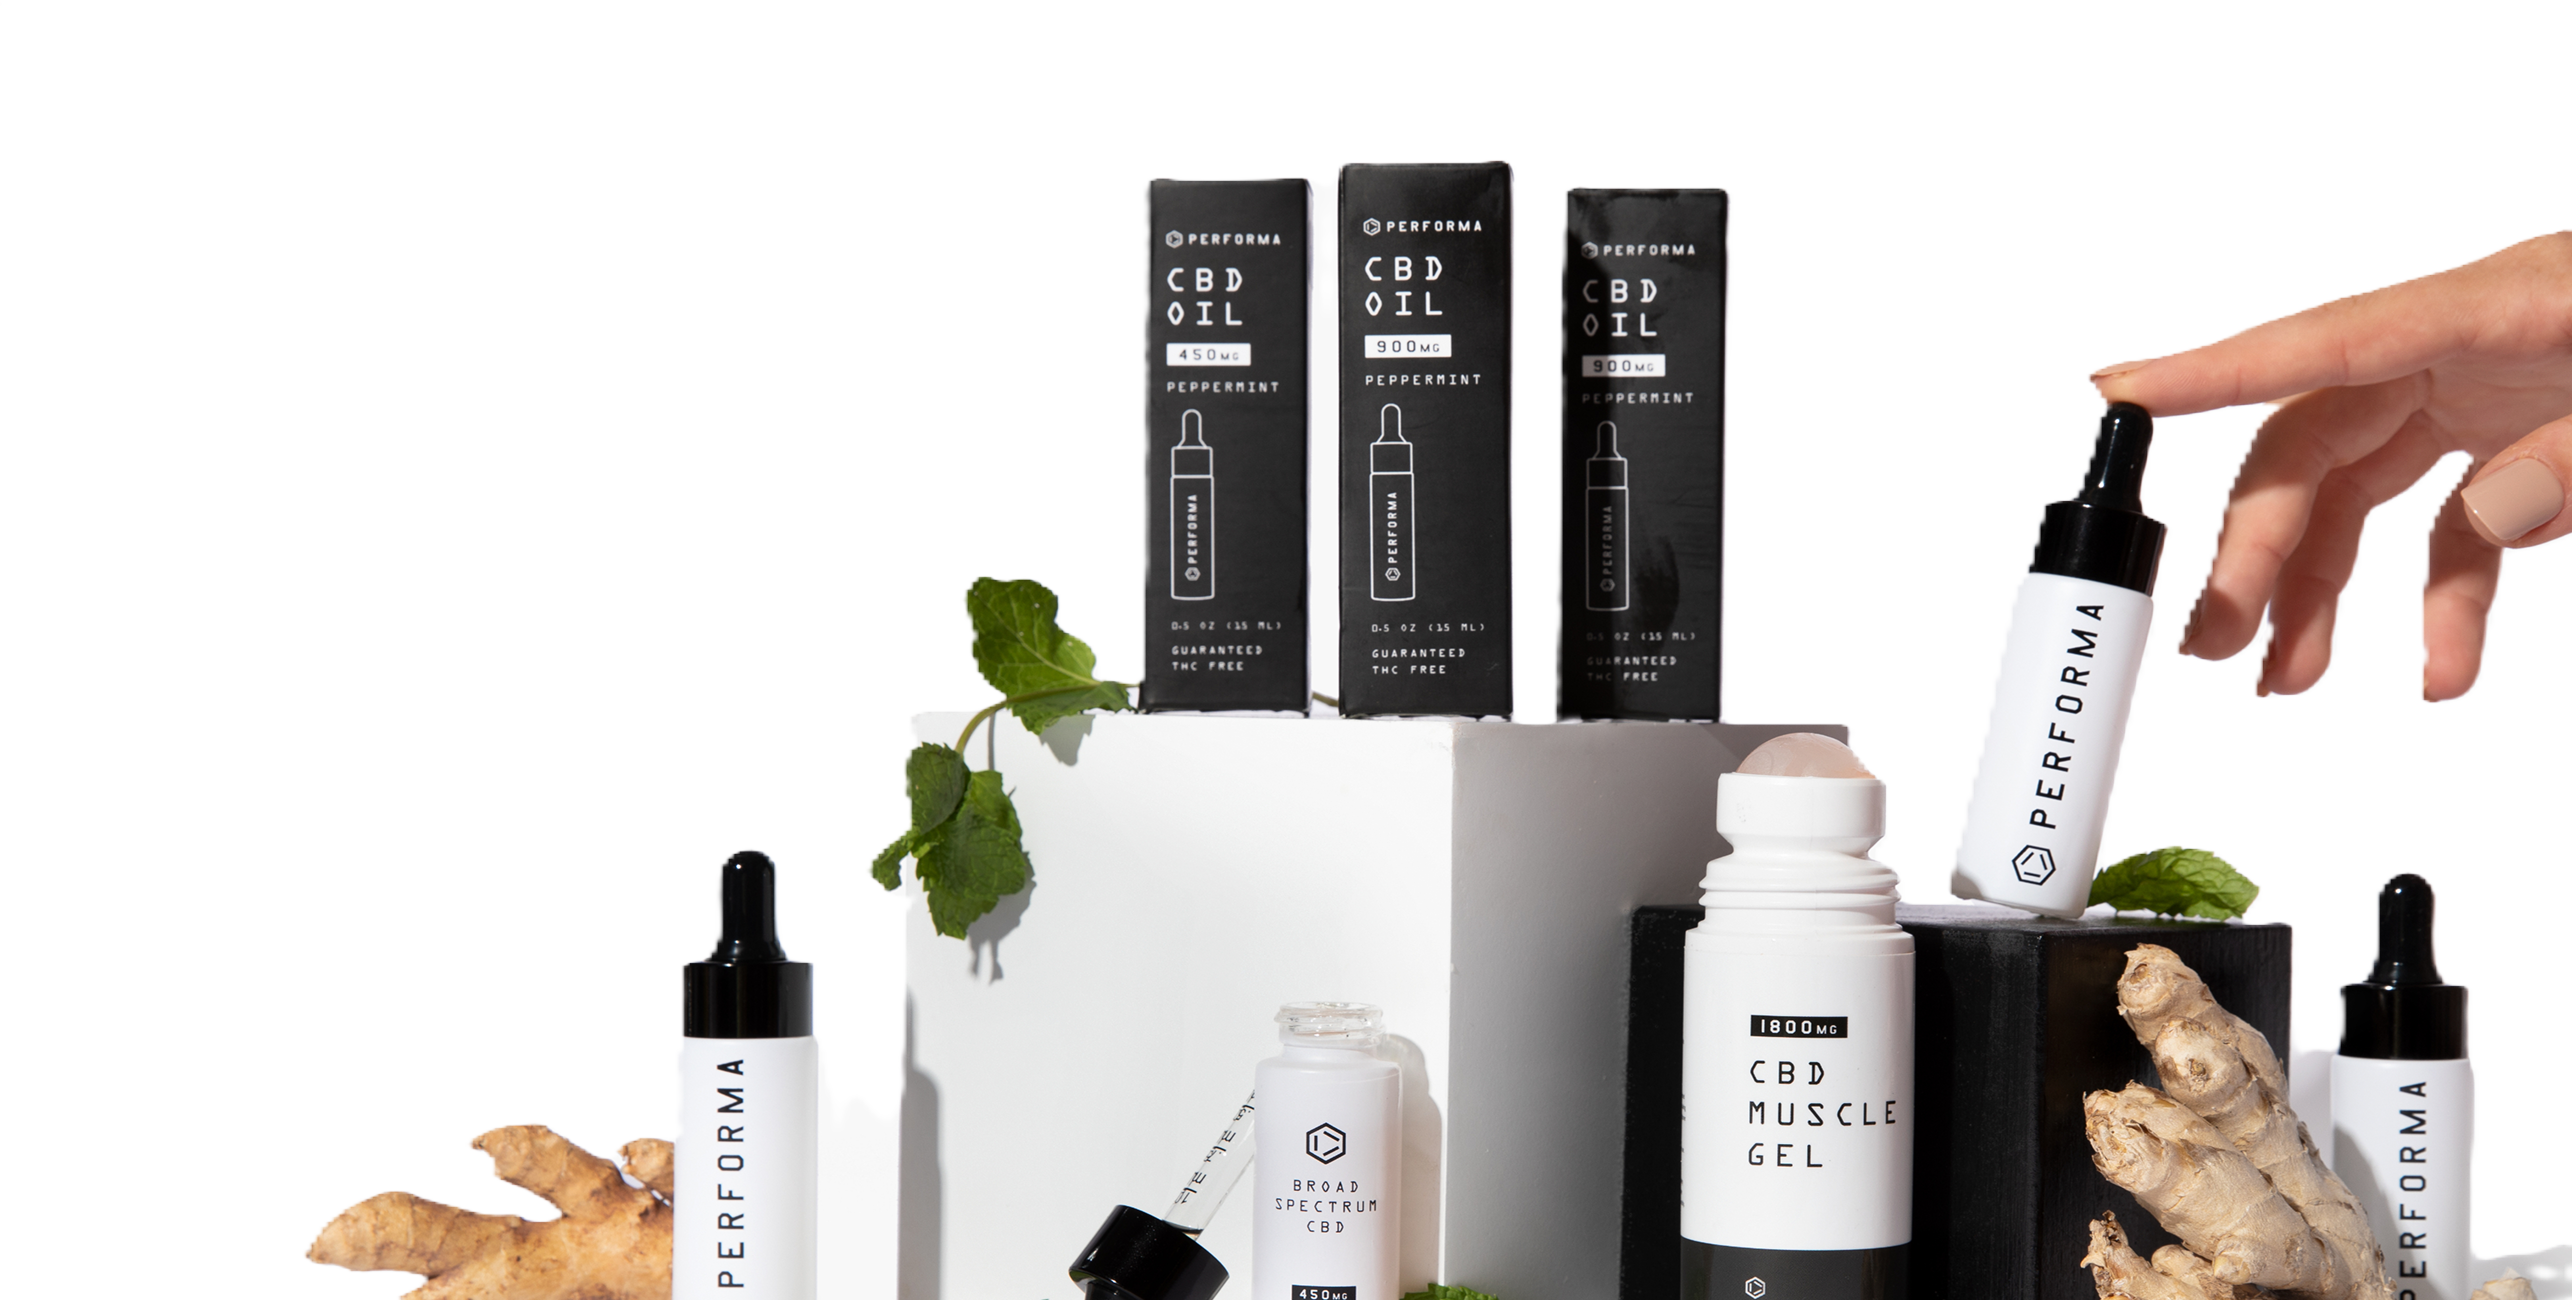 PERFORMA
CBD
OIL
450MG
PEPPERMINT
PERFORMA
0.5 OZ (15 ML)
GUARANTEED
THC FREE
PERFORMA
CBD
OIL
900MG
PEPPERMINT
PERFORMA
0.5 OZ (15 ML)
GUARANTEED
THC FREE
PERFORMA
CBD
OIL
900MG
PEPPERMINT
PERFORMA
0.5 OZ (15 ML)
GUARANTEED
THC FREE
PERFORMA
PERFORMA
BROAD
SPECTRUM
CBD
450MG
1800MG
CBD
MUSCLE
GEL
PERFORMA